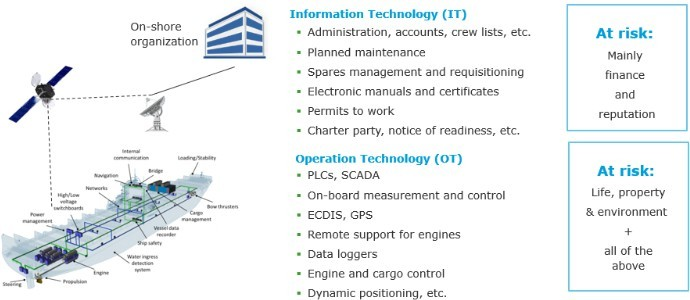 On-shore
organization
Internal
communication
Bridge
Loading/Stability
Navigation
Networks
High/Low
voltage
switchboards
Power
management
Bow thrusters
Cargo
management
Vessel data
recorder
Ship safety
Water ingress
detection
system
Engine
Propulsion
Steering
Information Technology (IT)
▪ Administration, accounts, crew lists, etc.
▪ Planned maintenance
▪ Spares management and requisitioning
▪ Electronic manuals and certificates
▪ Permits to work
▪ Charter party, notice of readiness, etc.
Operation Technology (OT)
▪ PLCs, SCADA
▪ On-board measurement and control
▪ ECDIS, GPS
▪ Remote support for engines
▪ Data loggers
▪ Engine and cargo control
▪ Dynamic positioning, etc.
At risk:
Mainly
finance
and
reputation
At risk:
Life, property
& environment
+
all of the
above